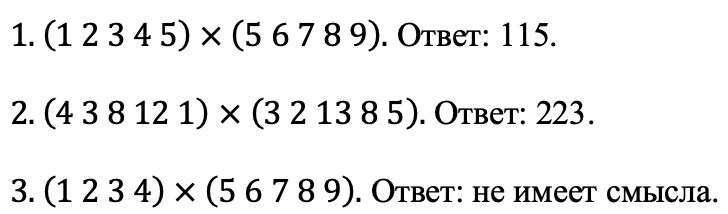 1. (1 2 3 4 5) × (5 6 7 8 9). Ответ: 115.
2. (4 3 8 12 1) × (3 2 13 8 5). Ответ: 223.
3. (1 2 3 4) × (5 6 7 8 9). Ответ: не имеет смысла.